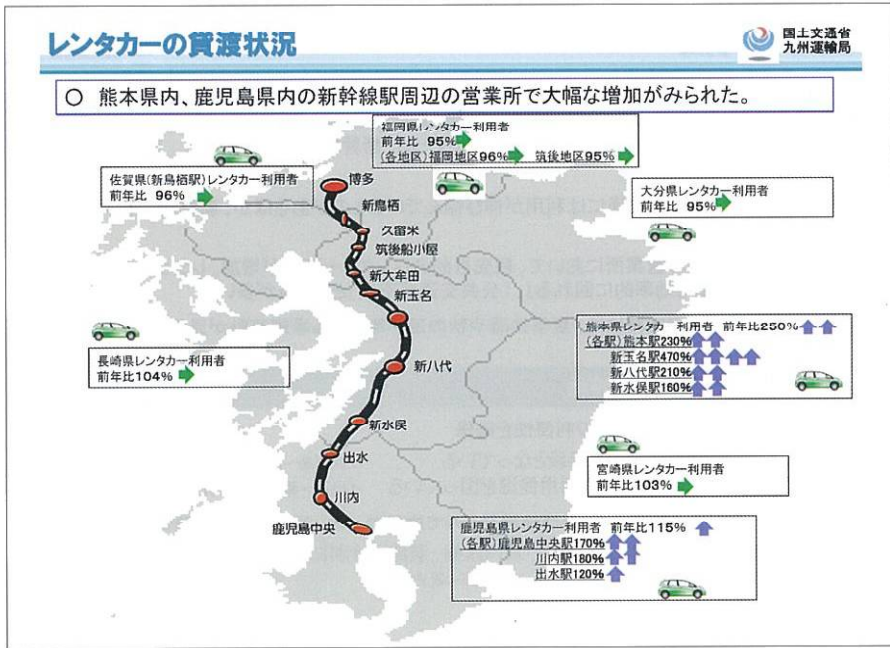 レンタカーの貸渡状況
国土交通省
九州運輸局
○ 熊本県内、鹿児島県内の新幹線駅周辺の営業所で大幅な増加がみられた。
福岡県レンタカー利用者
前年比 95%
(各地区)福岡地区96% 筑後地区95%
佐賀県(新鳥栖駅)レンタカー利用者
前年比 96%
大分県レンタカー利用者
前年比 95%
博多
新鳥栖
久留米
筑後船小屋
新大牟田
新玉名
長崎県レンタカー利用者
前年比104%
熊本県レンタカ 利用者 前年比250%
(各駅)熊本駅230%
新玉名駅470%
新八代駅210%
新水俣駅160%
新八代
新水俣
出水
川内
鹿児島中央
宮崎県レンタカー利用者
前年比103%
鹿児島県レンタカー利用者 前年比115%
(各駅)鹿児島中央駅170%
川内駅180%
出水駅120%